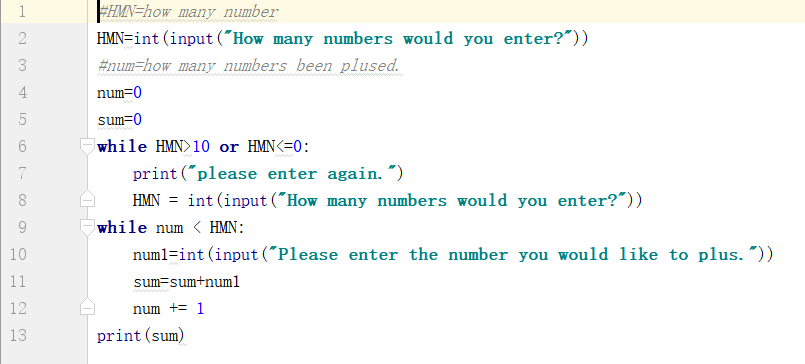 1 #HMN=how many number
2 HMN=int(input("How many numbers would you enter?"))
3 #num=how many numbers been plused.
4 num=0
5 sum=0
6 while HMN>10 or HMN<=0:
7 print("please enter again.")
8 HMN = int(input("How many numbers would you enter?"))
9 while num < HMN:
10 num1=int(input("Please enter the number you would like to plus."))
11 sum=sum+num1
12 num += 1
13 print(sum)